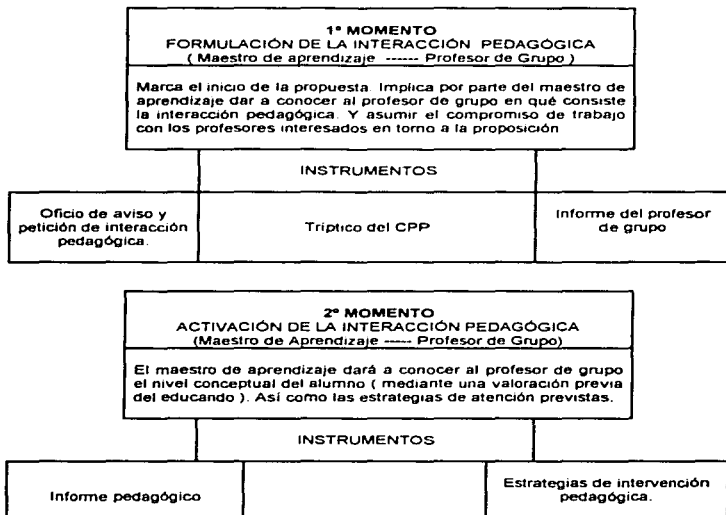 1º MOMENTO
FORMULACIÓN DE LA INTERACCIÓN PEDAGÓGICA
( Maestro de aprendizaje ------ Profesor de Grupo )
Marca el inicio de la propuesta. Implica por parte del maestro de
aprendizaje dar a conocer al profesor de grupo en qué consiste
la interacción pedagógica. Y asumir el compromiso de trabajo
con los profesores interesados en torno a la proposición
INSTRUMENTOS
Oficio de aviso y
petición de interacción
pedagógica.
Tríptico del CPP
Informe del profesor
de grupo
2º MOMENTO
ACTIVACIÓN DE LA INTERACCIÓN PEDAGÓGICA
(Maestro de Aprendizaje ----- Profesor de Grupo)
El maestro de aprendizaje dará a conocer al profesor de grupo
el nivel conceptual del alumno ( mediante una valoración previa
del educando ). Así como las estrategias de atención previstas.
INSTRUMENTOS
Informe pedagógico
Estrategias de intervención
pedagógica.